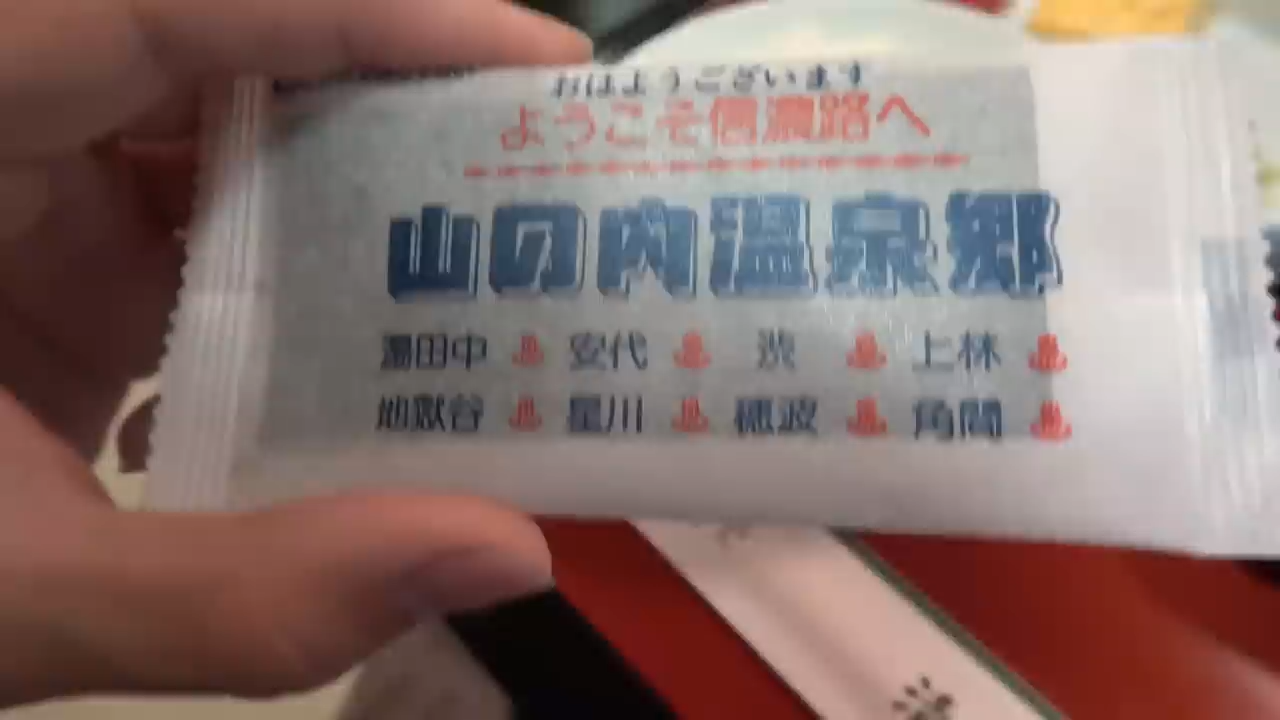 おはようございます
ようこそ信濃路へ
山の内温泉郷
湯田中 ♨ 安代 ♨ 渋 ♨ 上林 ♨
地獄谷 ♨ 星川 ♨ 穂波 ♨ 角間 ♨